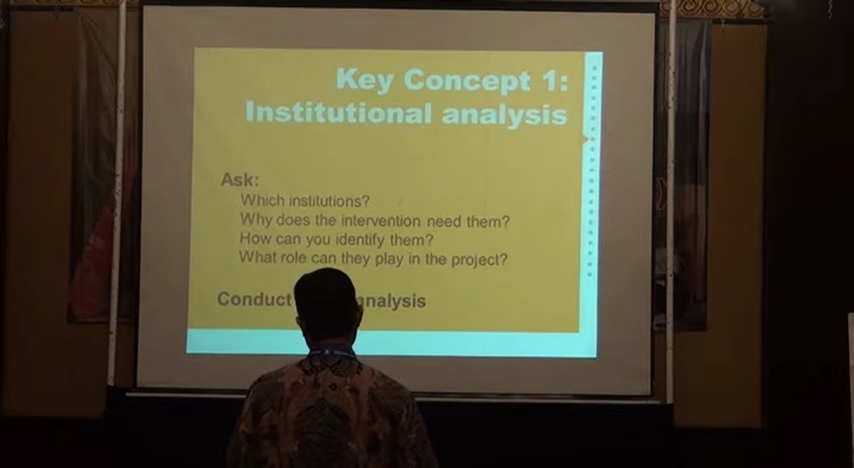 Key Concept 1:
Institutional analysis
Ask:
Which institutions?
Why does the intervention need them?
How can you identify them?
What role can they play in the project?
Conduct analysis